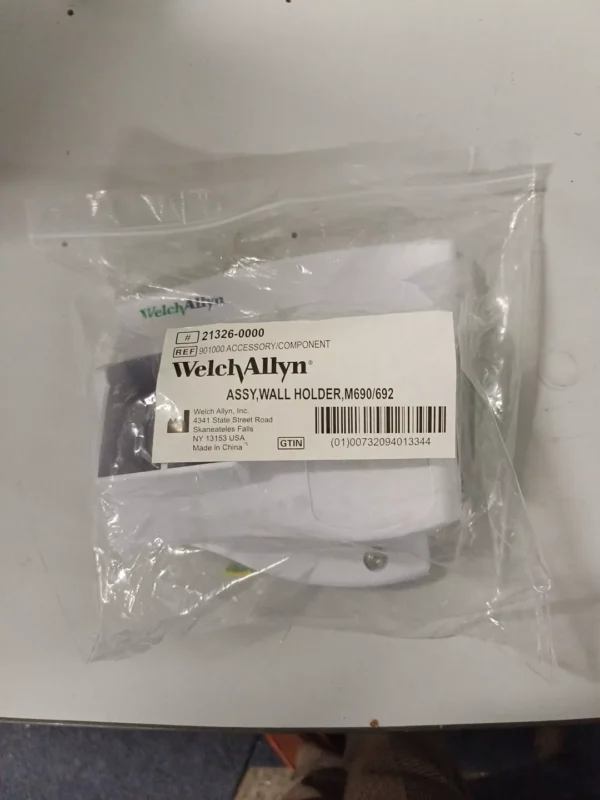 WelchAllyn
# 21326-0000
REF 901000 ACCESSORY/COMPONENT
WelchAllyn®
ASSY,WALL HOLDER,M690/692
Welch Allyn, Inc.
4341 State Street Road
Skaneateles Falls
NY 13153 USA
Made in China
GTIN (01)00732094013344